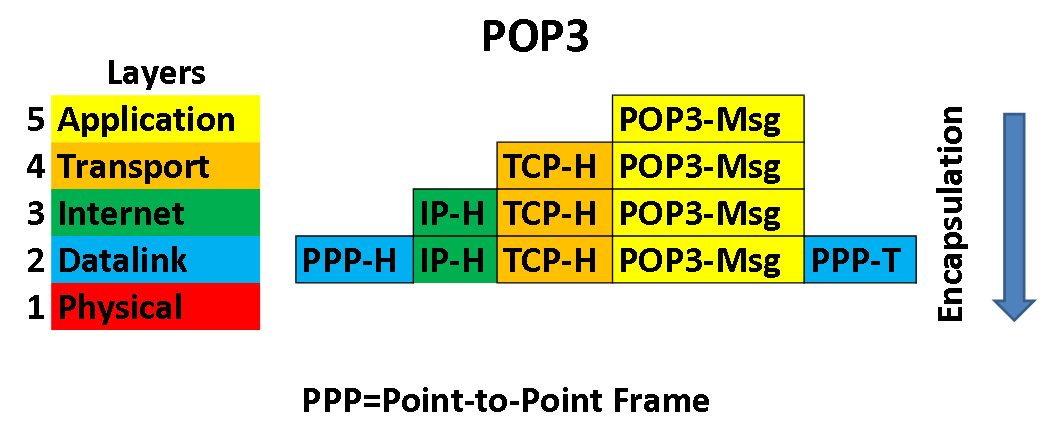 POP3
Layers
5 Application POP3-Msg
4 Transport TCP-H POP3-Msg
3 Internet IP-H TCP-H POP3-Msg
2 Datalink PPP-H IP-H TCP-H POP3-Msg PPP-T
1 Physical
Encapsulation
PPP=Point-to-Point Frame